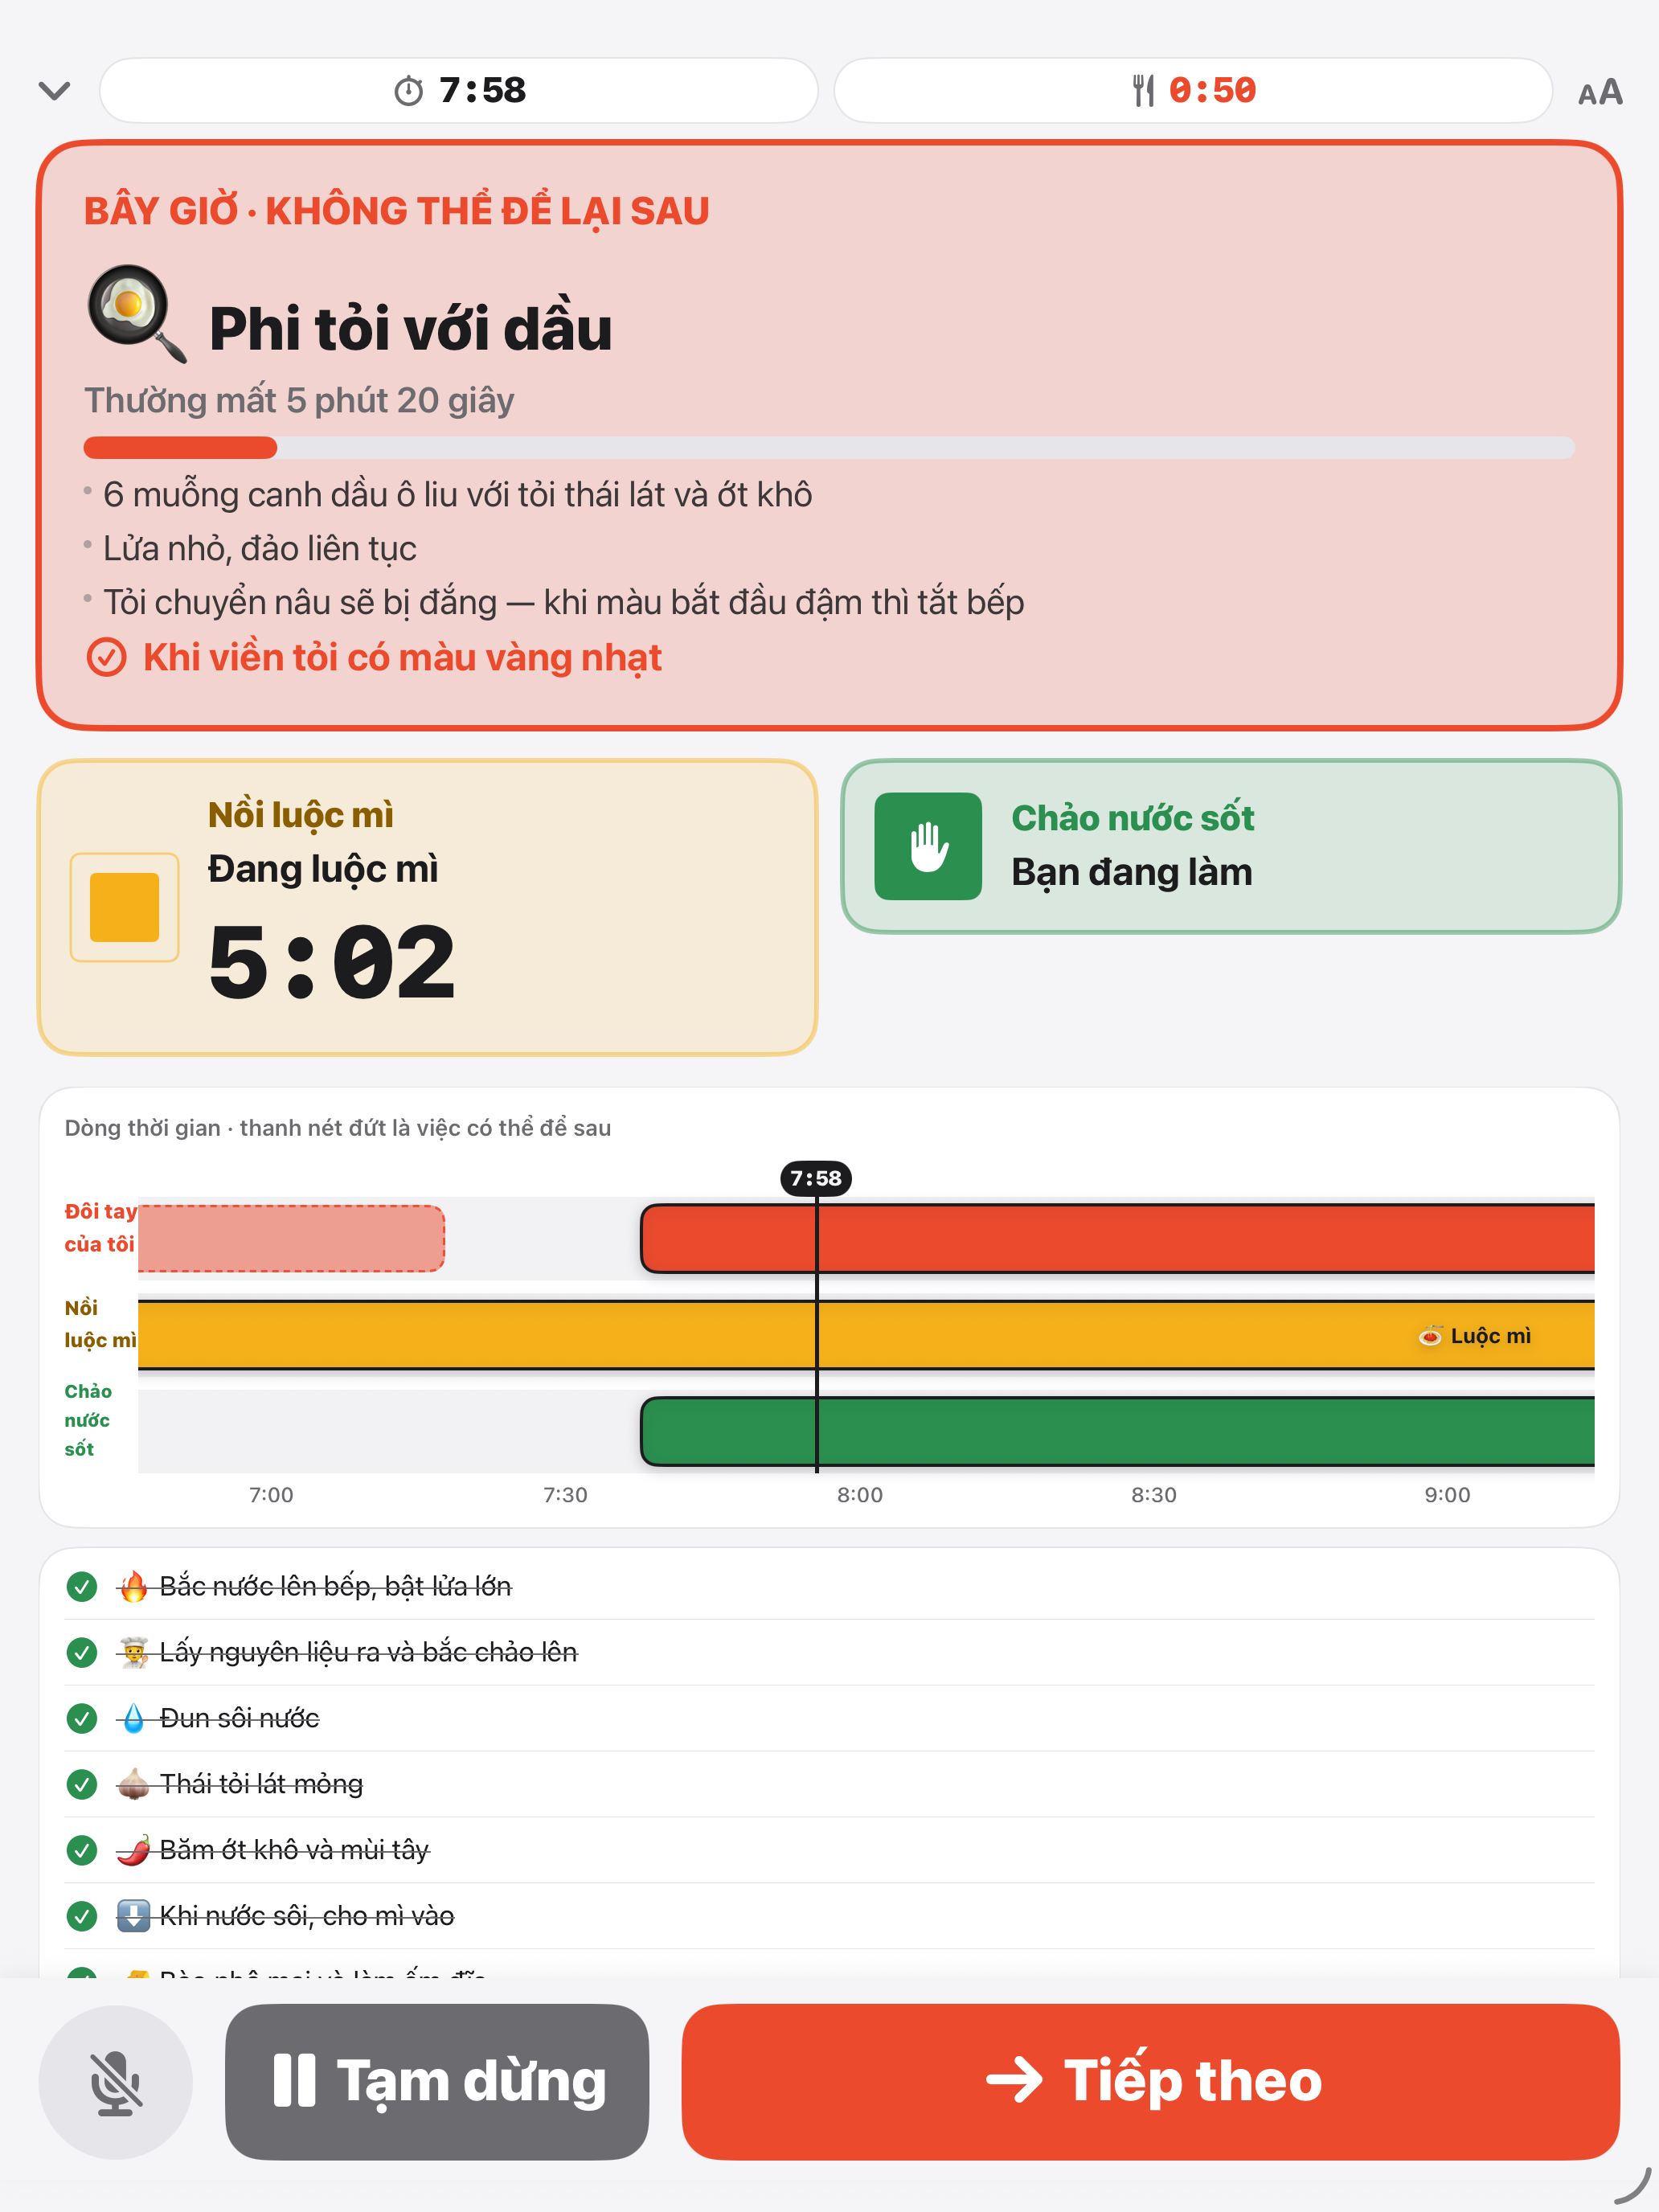 7:58
0:50
AA
BÂY GIỜ · KHÔNG THỂ ĐỂ LẠI SAU
Phi tỏi với dầu
Thường mất 5 phút 20 giây
• 6 muỗng canh dầu ô liu với tỏi thái lát và ớt khô
• Lửa nhỏ, đảo liên tục
• Tỏi chuyển nâu sẽ bị đắng — khi màu bắt đầu đậm thì tắt bếp
Khi viền tỏi có màu vàng nhạt
Nồi luộc mì
Đang luộc mì
5:02
Chảo nước sốt
Bạn đang làm
Dòng thời gian · thanh nét đứt là việc có thể để sau
7:58
Đôi tay
của tôi
Nồi
luộc mì
Luộc mì
Chảo
nước
sốt
7:00
7:30
8:00
8:30
9:00
Bắc nước lên bếp, bật lửa lớn
Lấy nguyên liệu ra và bắc chảo lên
Đun sôi nước
Thái tỏi lát mỏng
Băm ớt khô và mùi tây
Khi nước sôi, cho mì vào
Bào phô mai và làm ấm đĩa
Tạm dừng
Tiếp theo